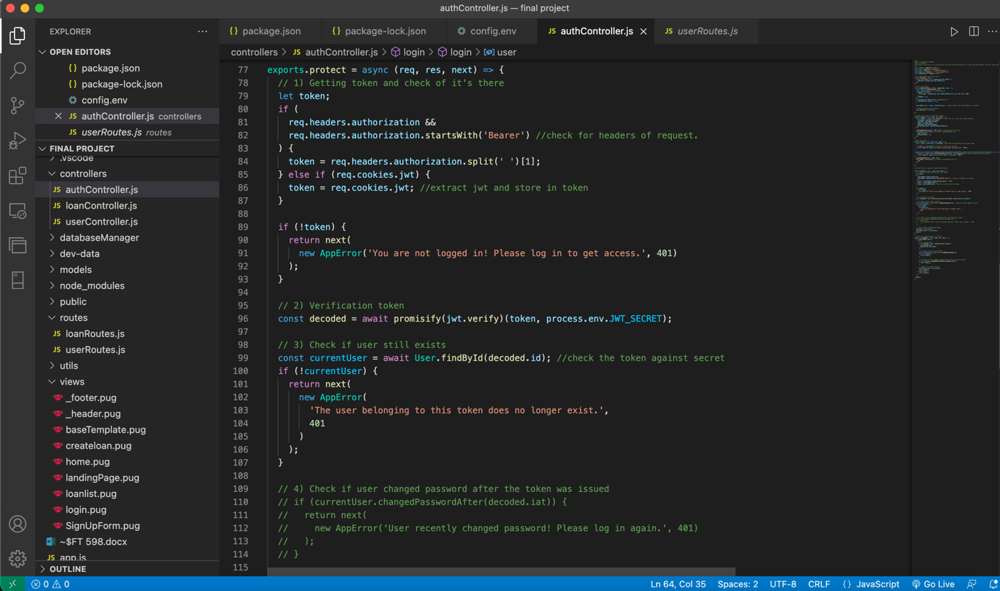 authController.js — final project
EXPLORER
OPEN EDITORS
{} package.json
{} package-lock.json
config.env
JS authController.js controllers
JS userRoutes.js routes
FINAL PROJECT
.vscode
controllers
JS authController.js
JS loanController.js
JS userController.js
databaseManager
dev-data
models
node_modules
public
routes
JS loanRoutes.js
JS userRoutes.js
utils
views
_footer.pug
_header.pug
baseTemplate.pug
createloan.pug
home.pug
landingPage.pug
loanlist.pug
login.pug
SignUpForm.pug
~$FT 598.docx
JS app.js
OUTLINE
{} package.json
{} package-lock.json
config.env
JS authController.js
JS userRoutes.js
controllers > JS authController.js > login > login > user
77 exports.protect = async (req, res, next) => {
78 // 1) Getting token and check of it's there
79 let token;
80 if (
81 req.headers.authorization &&
82 req.headers.authorization.startsWith('Bearer') //check for headers of request.
83 ) {
84 token = req.headers.authorization.split(' ')[1];
85 } else if (req.cookies.jwt) {
86 token = req.cookies.jwt; //extract jwt and store in token
87 }
88
89 if (!token) {
90 return next(
91 new AppError('You are not logged in! Please log in to get access.', 401)
92 );
93 }
94
95 // 2) Verification token
96 const decoded = await promisify(jwt.verify)(token, process.env.JWT_SECRET);
97
98 // 3) Check if user still exists
99 const currentUser = await User.findById(decoded.id); //check the token against secret
100 if (!currentUser) {
101 return next(
102 new AppError(
103 'The user belonging to this token does no longer exist.',
104 401
105 )
106 );
107 }
108
109 // 4) Check if user changed password after the token was issued
110 // if (currentUser.changedPasswordAfter(decoded.iat)) {
111 // return next(
112 // new AppError('User recently changed password! Please log in again.', 401)
113 // );
114 // }
115
0 0
Ln 64, Col 35 Spaces: 2 UTF-8 CRLF {} JavaScript Go Live